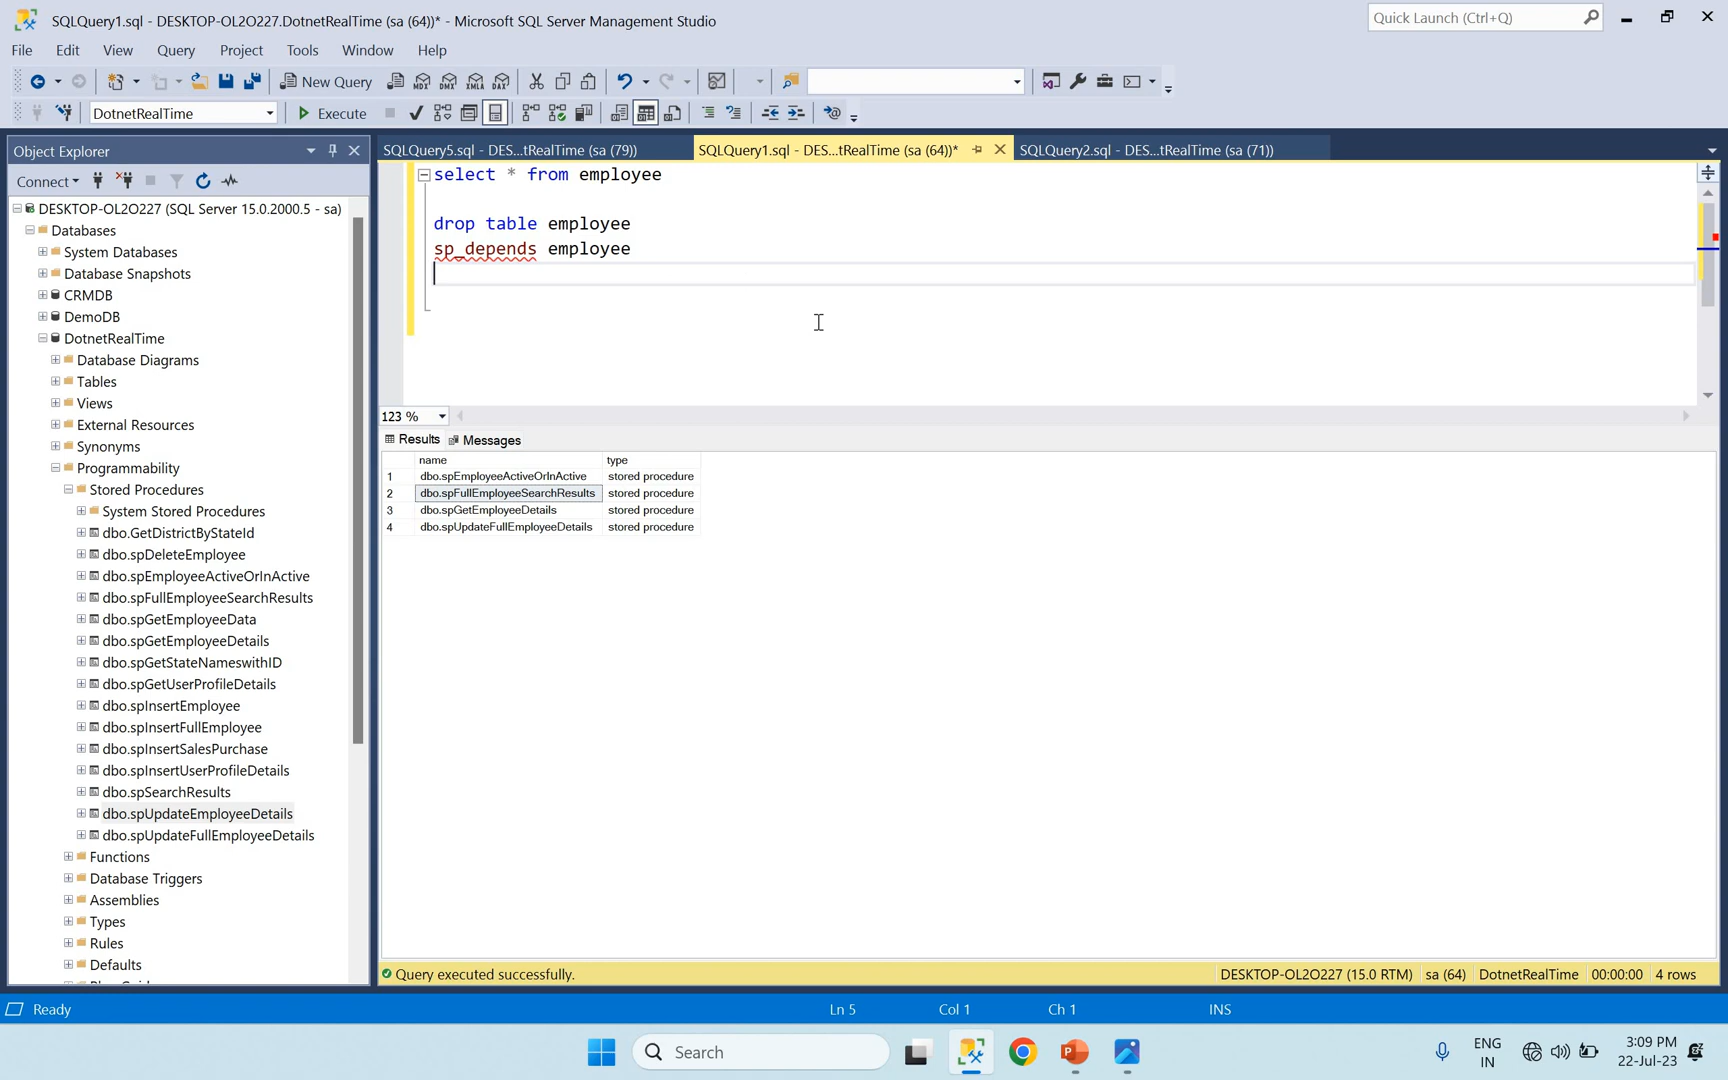 SQLQuery1.sql - DESKTOP-OL2O227.DotnetRealTime (sa (64))* - Microsoft SQL Server Management Studio
Quick Launch (Ctrl+Q)
File Edit View Query Project Tools Window Help
New Query
MDX DMX XMLA DAX
DotnetRealTime
Execute
Object Explorer
SQLQuery5.sql - DES...tRealTime (sa (79))
SQLQuery1.sql - DES...tRealTime (sa (64))*
SQLQuery2.sql - DES...tRealTime (sa (71))
Connect
DESKTOP-OL2O227 (SQL Server 15.0.2000.5 - sa)
Databases
System Databases
Database Snapshots
CRMDB
DemoDB
DotnetRealTime
Database Diagrams
Tables
Views
External Resources
Synonyms
Programmability
Stored Procedures
System Stored Procedures
dbo.GetDistrictByStateId
dbo.spDeleteEmployee
dbo.spEmployeeActiveOrInActive
dbo.spFullEmployeeSearchResults
dbo.spGetEmployeeData
dbo.spGetEmployeeDetails
dbo.spGetStateNameswithID
dbo.spGetUserProfileDetails
dbo.spInsertEmployee
dbo.spInsertFullEmployee
dbo.spInsertSalesPurchase
dbo.spInsertUserProfileDetails
dbo.spSearchResults
dbo.spUpdateEmployeeDetails
dbo.spUpdateFullEmployeeDetails
Functions
Database Triggers
Assemblies
Types
Rules
Defaults
select * from employee
drop table employee
sp_depends employee
123 %
Results Messages
name type
1 dbo.spEmployeeActiveOrInActive stored procedure
2 dbo.spFullEmployeeSearchResults stored procedure
3 dbo.spGetEmployeeDetails stored procedure
4 dbo.spUpdateFullEmployeeDetails stored procedure
Query executed successfully.
DESKTOP-OL2O227 (15.0 RTM) sa (64) DotnetRealTime 00:00:00 4 rows
Ready
Ln 5 Col 1 Ch 1 INS
Search
ENG
IN
3:09 PM
22-Jul-23